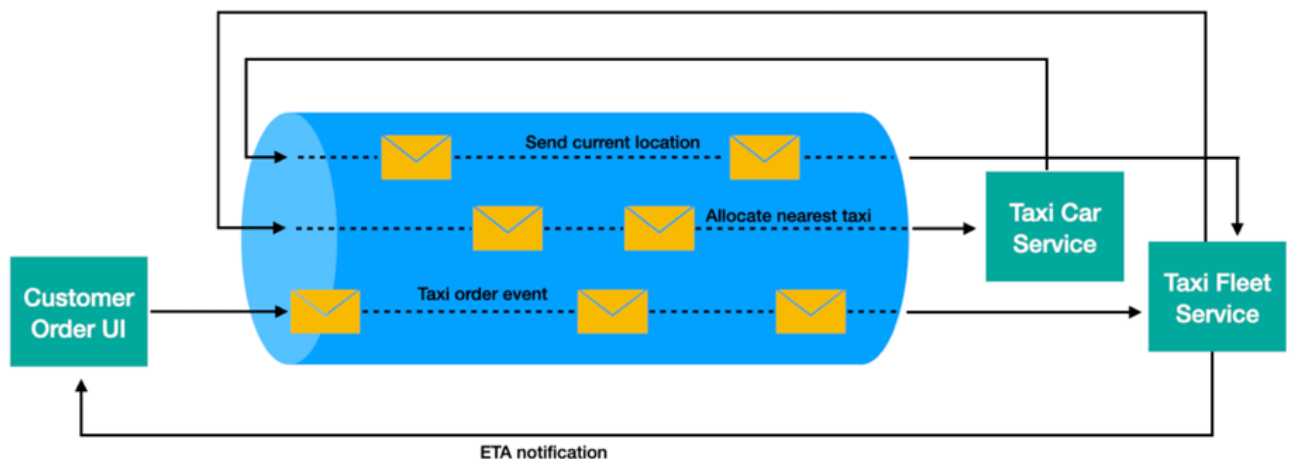 Send current location
Allocate nearest taxi
Taxi Car
Service
Customer
Order UI
Taxi order event
Taxi Fleet
Service
ETA notification